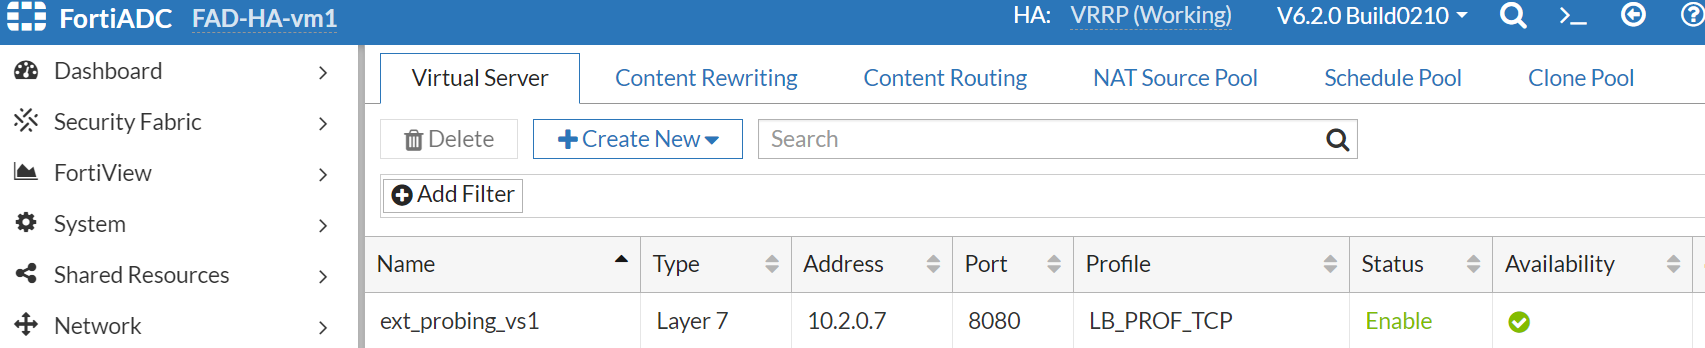 FortiADC FAD-HA-vm1 HA: VRRP (Working) V6.2.0 Build0210
Dashboard
Security Fabric
FortiView
System
Shared Resources
Network
Virtual Server Content Rewriting Content Routing NAT Source Pool Schedule Pool Clone Pool
Delete Create New Search
Add Filter
Name Type Address Port Profile Status Availability
ext_probing_vs1 Layer 7 10.2.0.7 8080 LB_PROF_TCP Enable